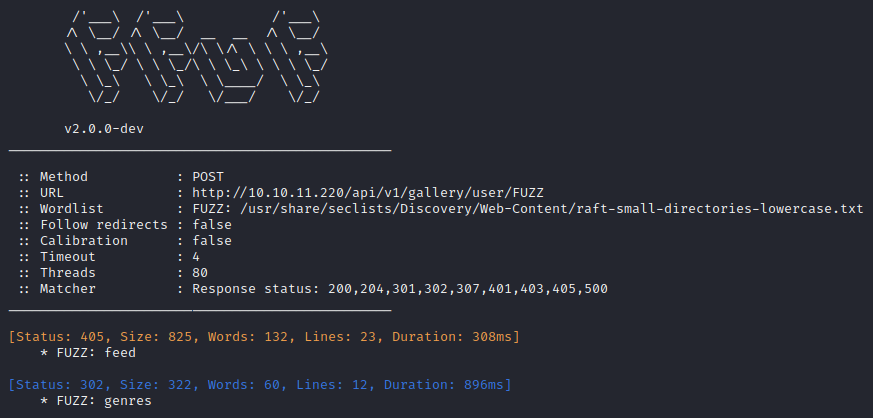 v2.0.0-dev
:: Method : POST
:: URL : http://10.10.11.220/api/v1/gallery/user/FUZZ
:: Wordlist : FUZZ: /usr/share/seclists/Discovery/Web-Content/raft-small-directories-lowercase.txt
:: Follow redirects : false
:: Calibration : false
:: Timeout : 4
:: Threads : 80
:: Matcher : Response status: 200,204,301,302,307,401,403,405,500
[Status: 405, Size: 825, Words: 132, Lines: 23, Duration: 308ms]
* FUZZ: feed
[Status: 302, Size: 322, Words: 60, Lines: 12, Duration: 896ms]
* FUZZ: genres